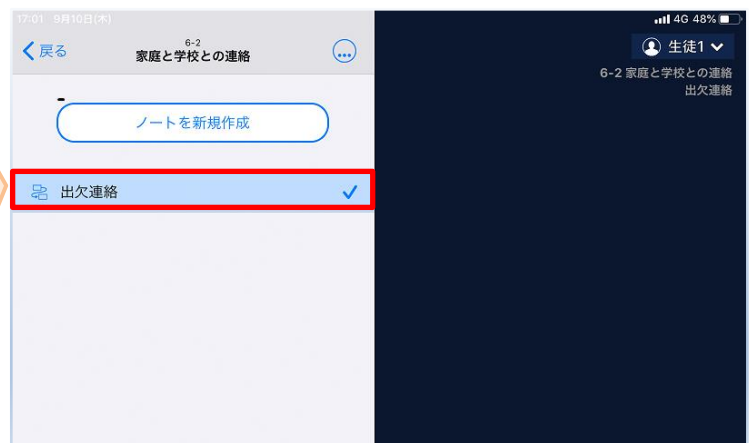 17:01 9月10日(木)
4G 48%
戻る
6-2
家庭と学校との連絡
生徒1
6-2 家庭と学校との連絡
出欠連絡
ノートを新規作成
出欠連絡